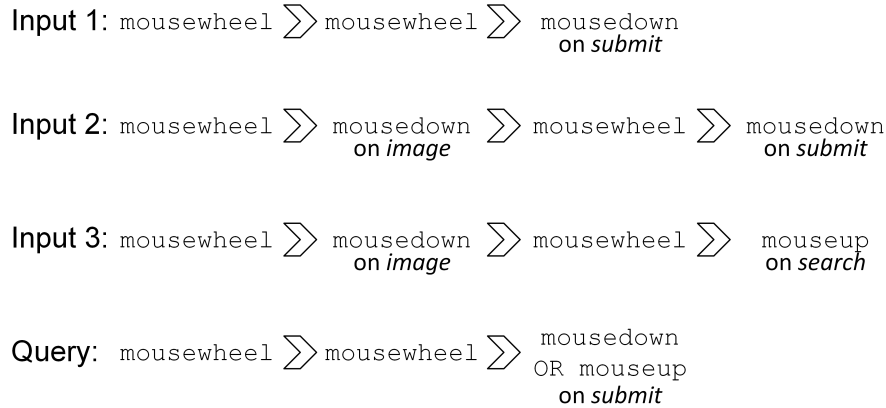 Input 1: mousewheel mousewheel mousedown
on submit
Input 2: mousewheel mousedown mousewheel mousedown
on image on submit
Input 3: mousewheel mousedown mousewheel mouseup
on image on search
mousedown
Query: mousewheel mousewheel
OR mouseup
on submit